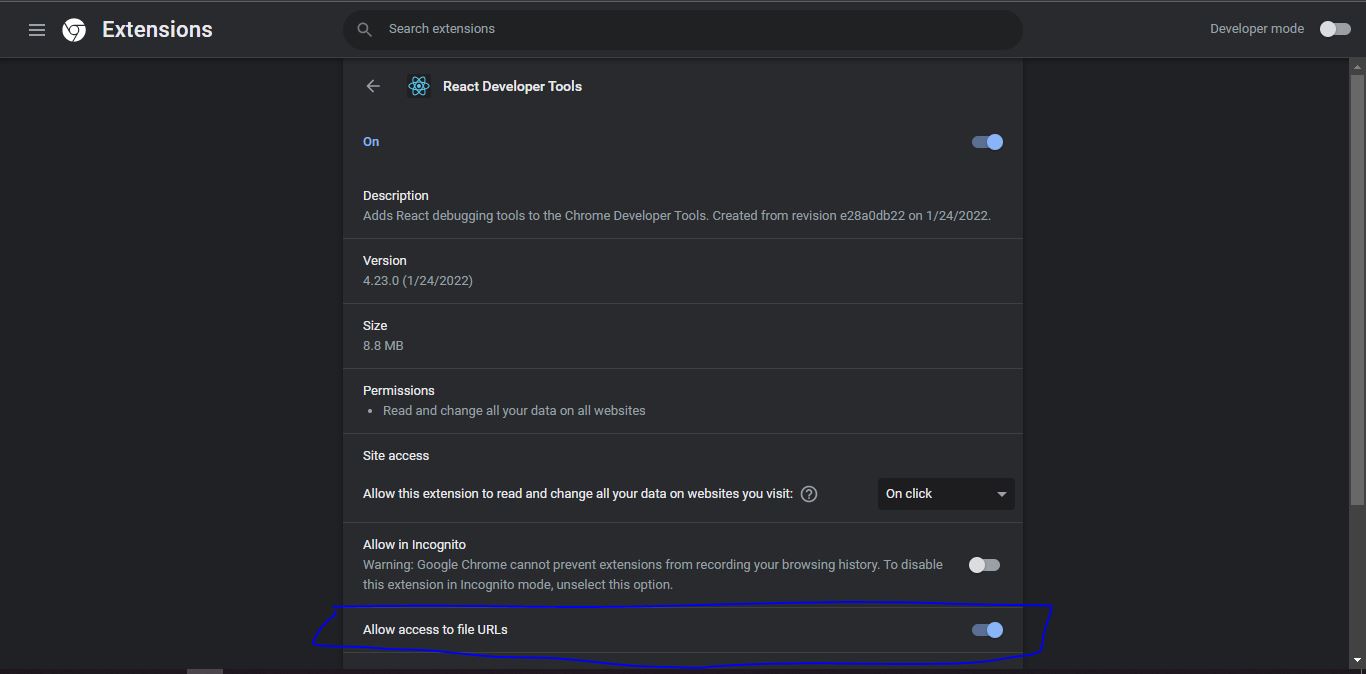 Extensions
Search extensions
Developer mode
React Developer Tools
On
Description
Adds React debugging tools to the Chrome Developer Tools. Created from revision e28a0db22 on 1/24/2022.
Version
4.23.0 (1/24/2022)
Size
8.8 MB
Permissions
• Read and change all your data on all websites
Site access
Allow this extension to read and change all your data on websites you visit: ? On click
Allow in Incognito
Warning: Google Chrome cannot prevent extensions from recording your browsing history. To disable
this extension in Incognito mode, unselect this option.
Allow access to file URLs